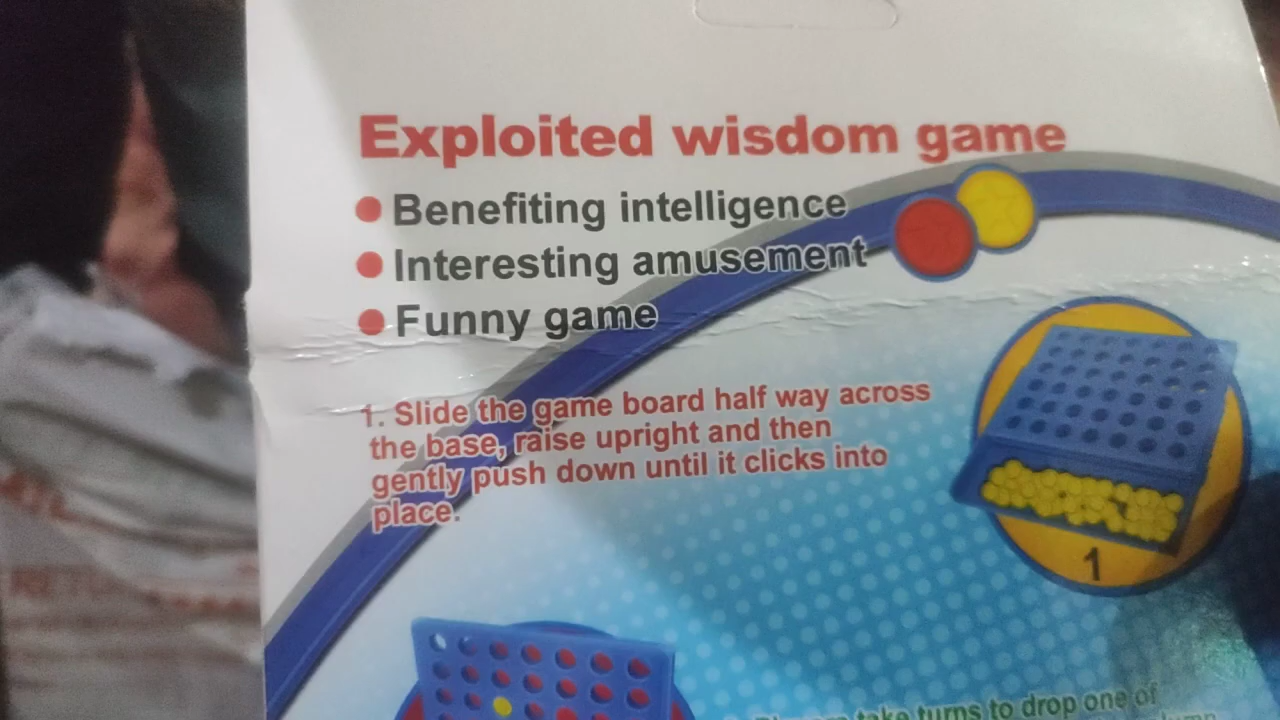 Exploited wisdom game
Benefiting intelligence
Interesting amusement
Funny game
1. Slide the game board half way across
the base, raise upright and then
gently push down until it clicks into
place.
1
take turns to drop one of